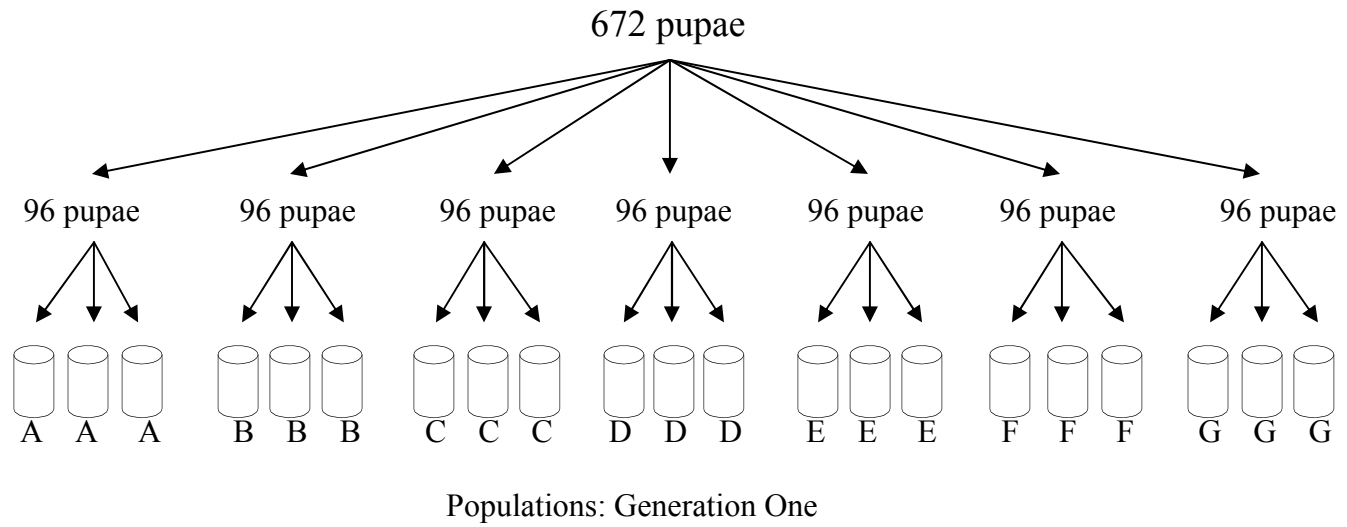 672 pupae
96 pupae 96 pupae 96 pupae 96 pupae 96 pupae 96 pupae 96 pupae
A A A B B B C C C D D D E E E F F F G G G
Populations: Generation One